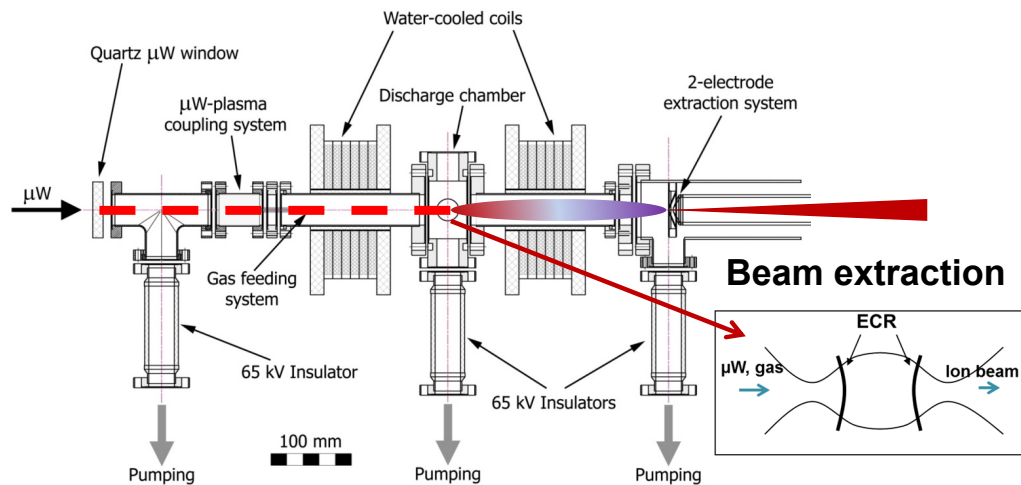 Water-cooled coils
Quartz μW window
μW-plasma
coupling system
Discharge chamber
2-electrode
extraction system
μW
Gas feeding
system
Beam extraction
65 kV Insulator
65 kV Insulators
ECR
μW, gas
Ion beam
100 mm
Pumping
Pumping
Pumping